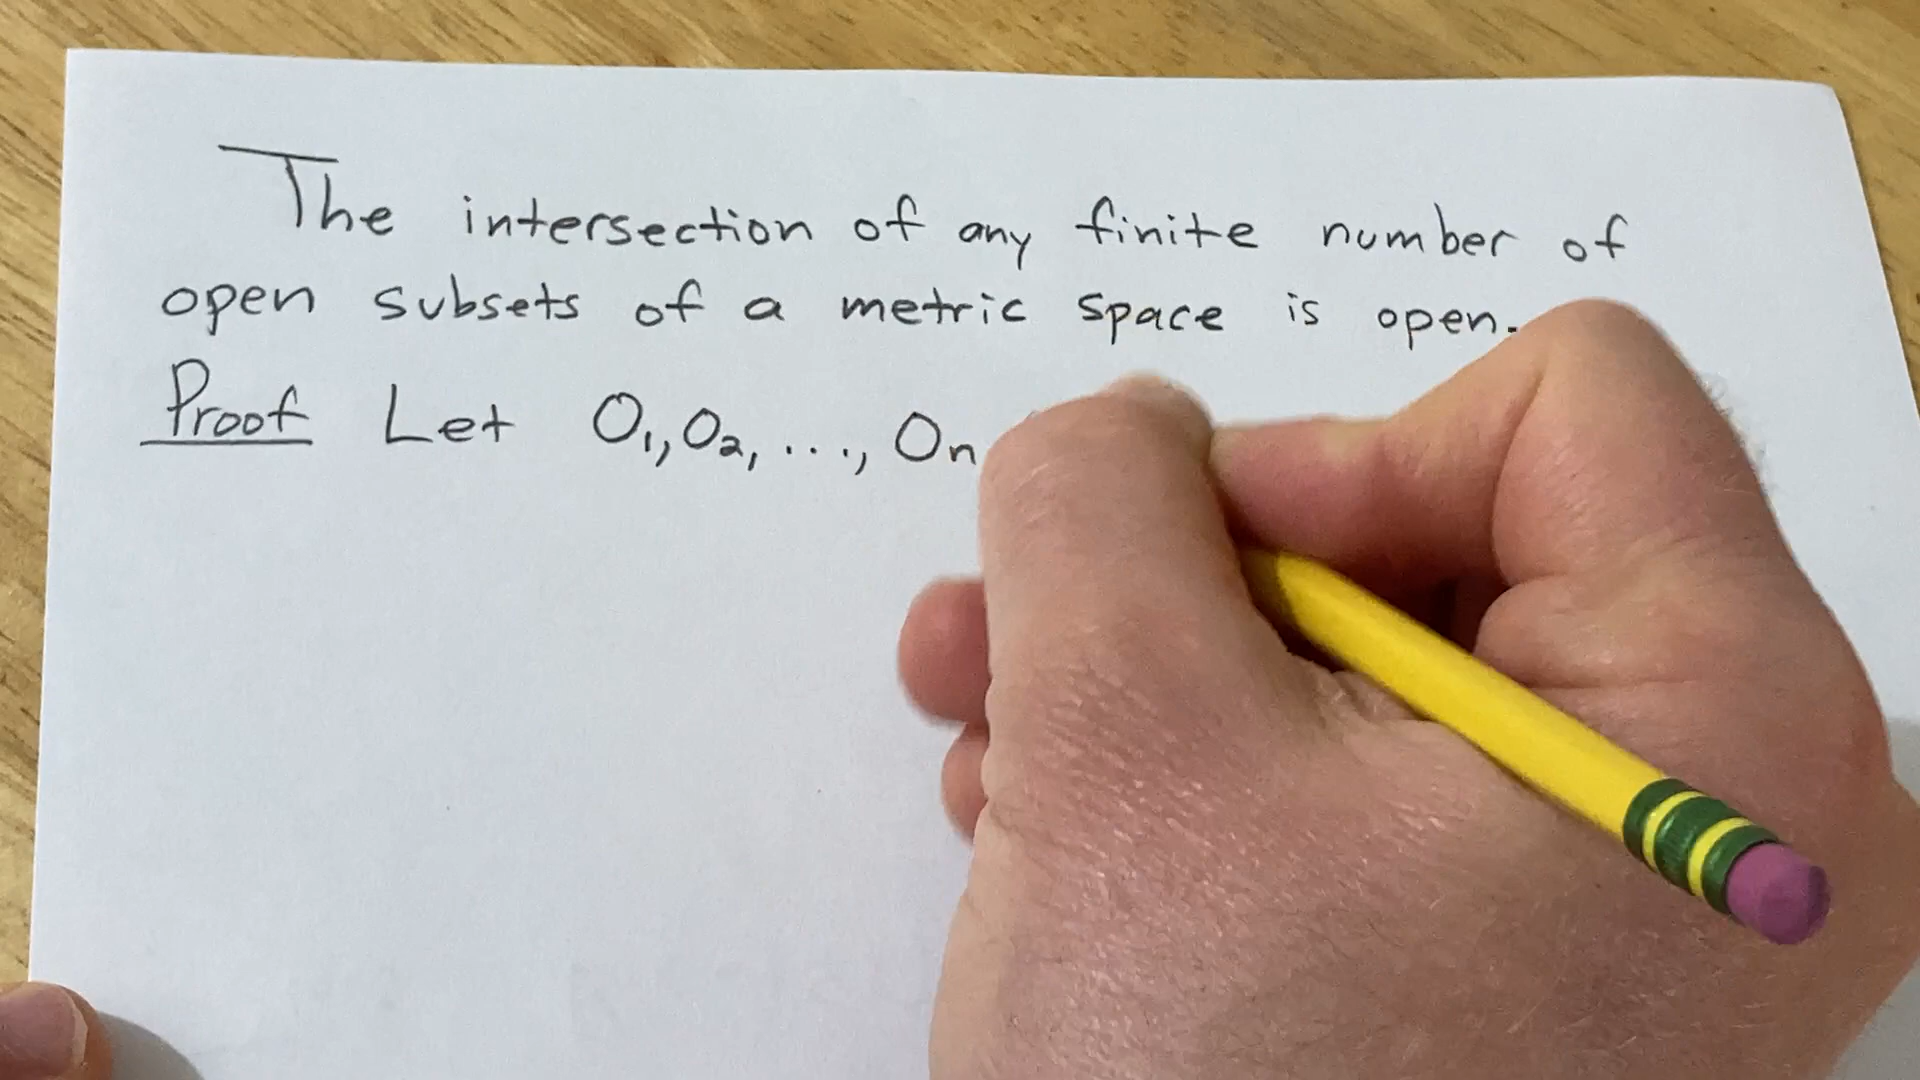 The intersection of any finite number of
open subsets of a metric space is open.
Proof Let O₁, O₂, ..., Oₙ